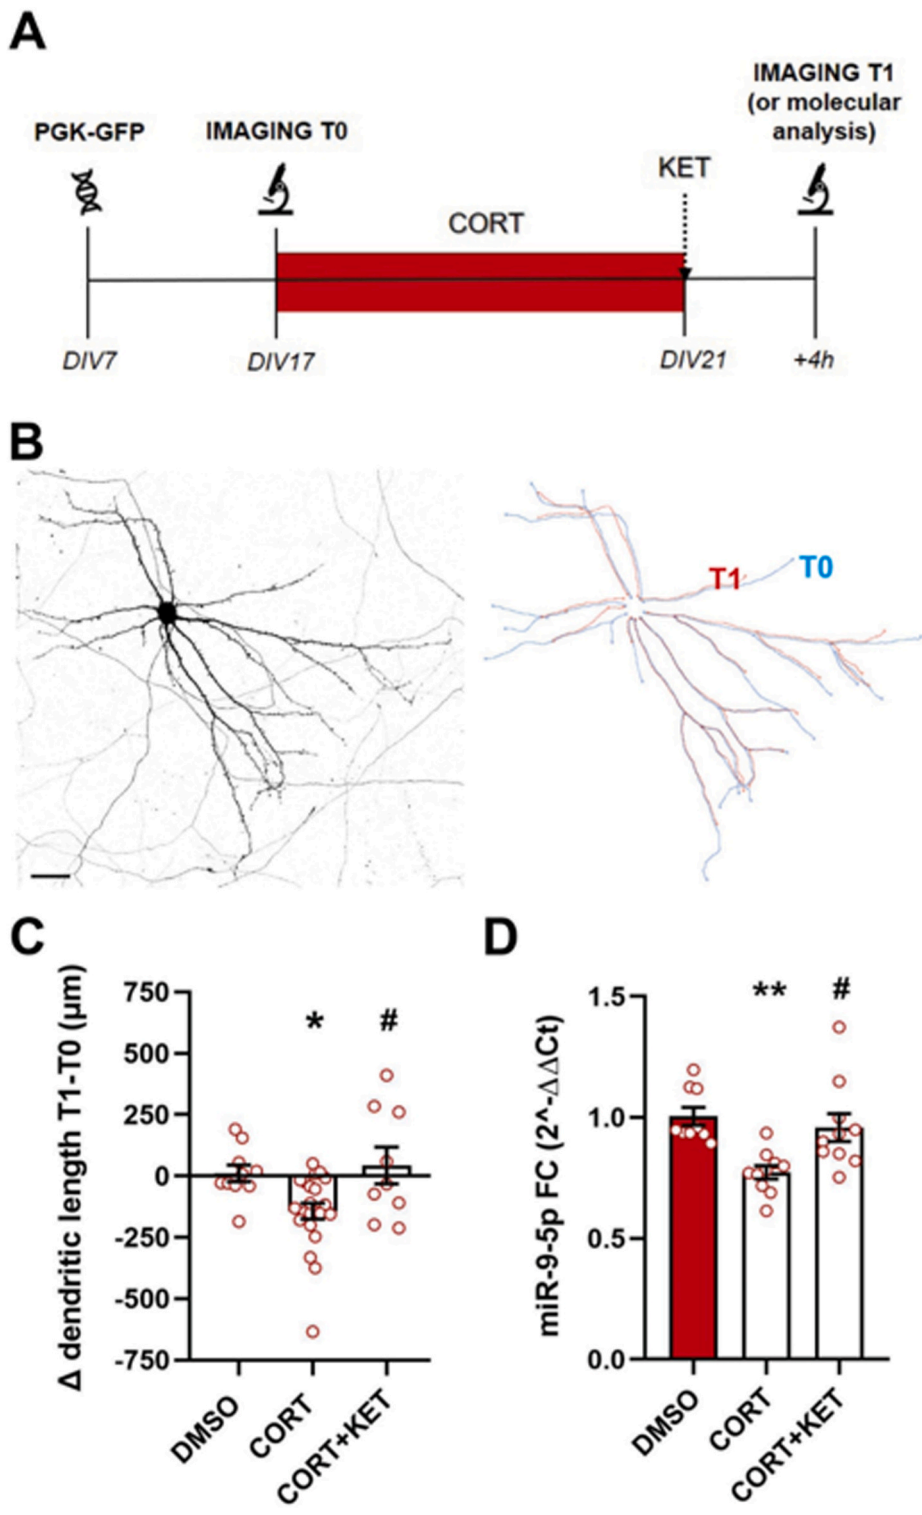 A
PGK-GFP
IMAGING T0
IMAGING T1
(or molecular
analysis)
KET
CORT
DIV7
DIV17
DIV21
+4h
B
T1
T0
C
Δ dendritic length T1-T0 (μm)
750
500
250
0
-250
-500
-750
*
#
DMSO
CORT
CORT+KET
D
miR-9-5p FC (2^-ΔΔCt)
1.5
1.0
0.5
0.0
**
#
DMSO
CORT
CORT+KET